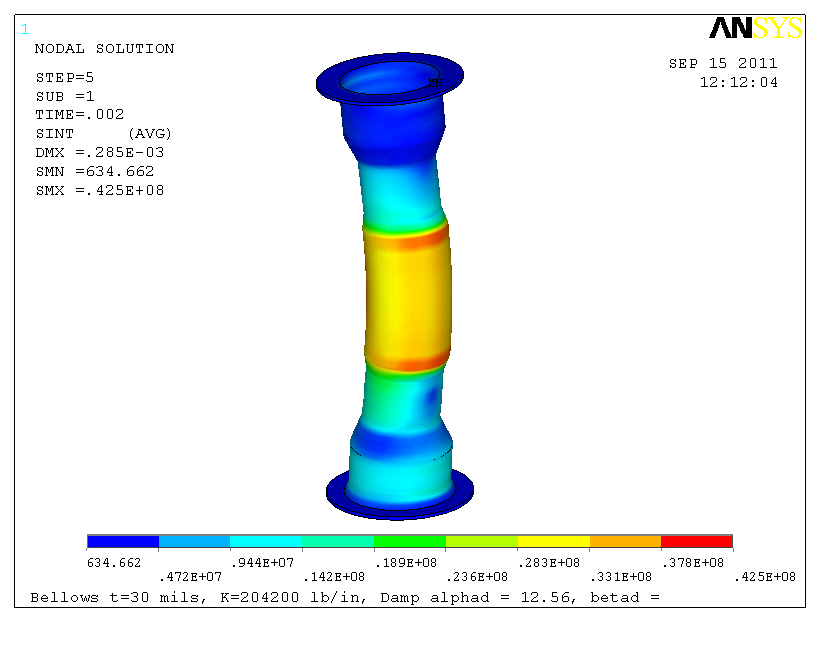 1
ANSYS
NODAL SOLUTION
SEP 15 2011
12:12:04
STEP=5
SUB =1
TIME=.002
SINT (AVG)
DMX =.285E-03
SMN =634.662
SMX =.425E+08
634.662
.472E+07
.944E+07
.142E+08
.189E+08
.236E+08
.283E+08
.331E+08
.378E+08
.425E+08
Bellows t=30 mils, K=204200 lb/in, Damp alphad = 12.56, betad =